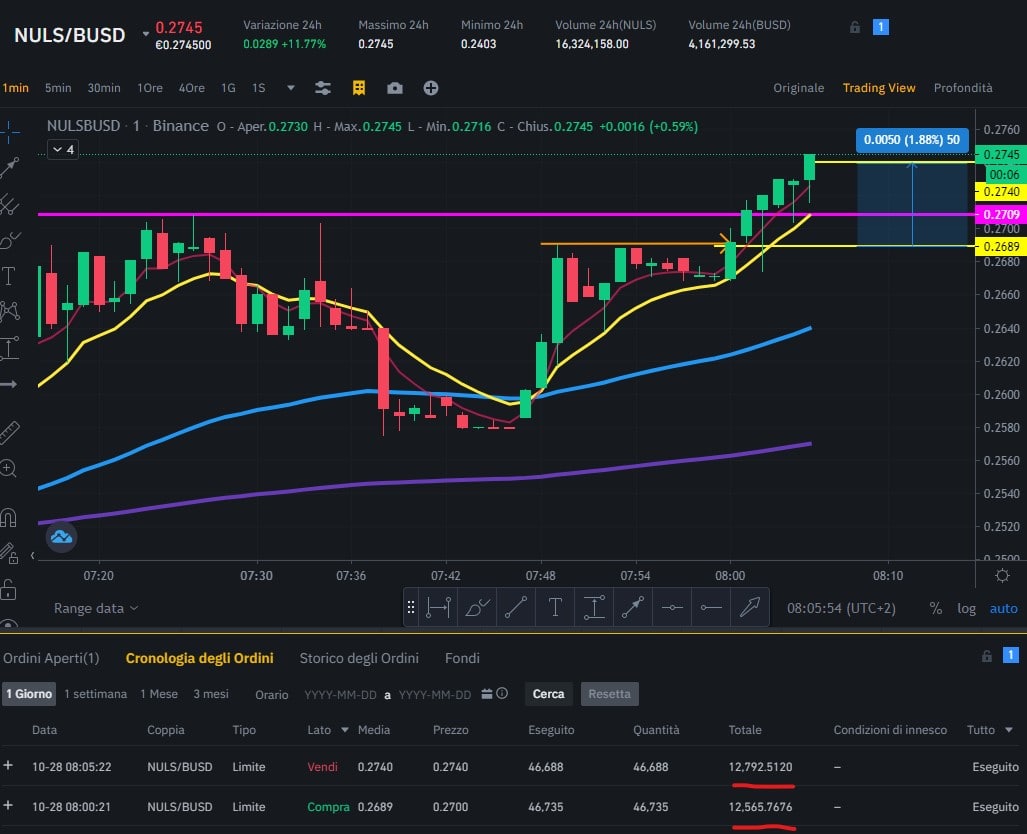 NULS/BUSD 0.2745 €0.274500
Variazione 24h 0.0289 +11.77%
Massimo 24h 0.2745
Minimo 24h 0.2403
Volume 24h(NULS) 16,324,158.00
Volume 24h(BUSD) 4,161,299.53
1
1min 5min 30min 1Ore 4Ore 1G 1S Originale Trading View Profondità
NULSBUSD · 1 · Binance O - Aper.0.2730 H - Max.0.2745 L - Min.0.2716 C - Chius.0.2745 +0.0016 (+0.59%)
4
0.0050 (1.88%) 50
0.2760
0.2745
00:06
0.2740
0.2709
0.2700
0.2689
0.2680
0.2660
0.2640
0.2620
0.2600
0.2580
0.2560
0.2540
0.2520
0.2500
07:20 07:30 07:36 07:42 07:48 07:54 08:00 08:10
Range data T 08:05:54 (UTC+2) % log auto
Ordini Aperti(1) Cronologia degli Ordini Storico degli Ordini Fondi 1
1 Giorno 1 settimana 1 Mese 3 mesi Orario YYYY-MM-DD a YYYY-MM-DD Cerca Resetta
Data Coppia Tipo Lato Media Prezzo Eseguito Quantità Totale Condizioni di innesco Tutto
+ 10-28 08:05:22 NULS/BUSD Limite Vendi 0.2740 0.2740 46,688 46,688 12,792.5120 – Eseguito
+ 10-28 08:00:21 NULS/BUSD Limite Compra 0.2689 0.2700 46,735 46,735 12,565.7676 – Eseguito